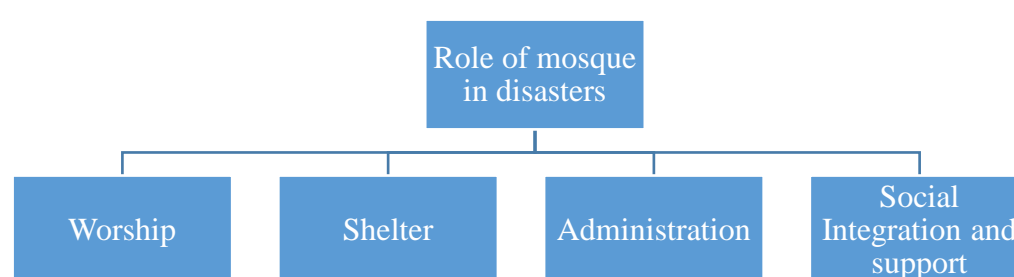 Role of mosque
in disasters
Worship
Shelter
Administration
Social
Integration and
support